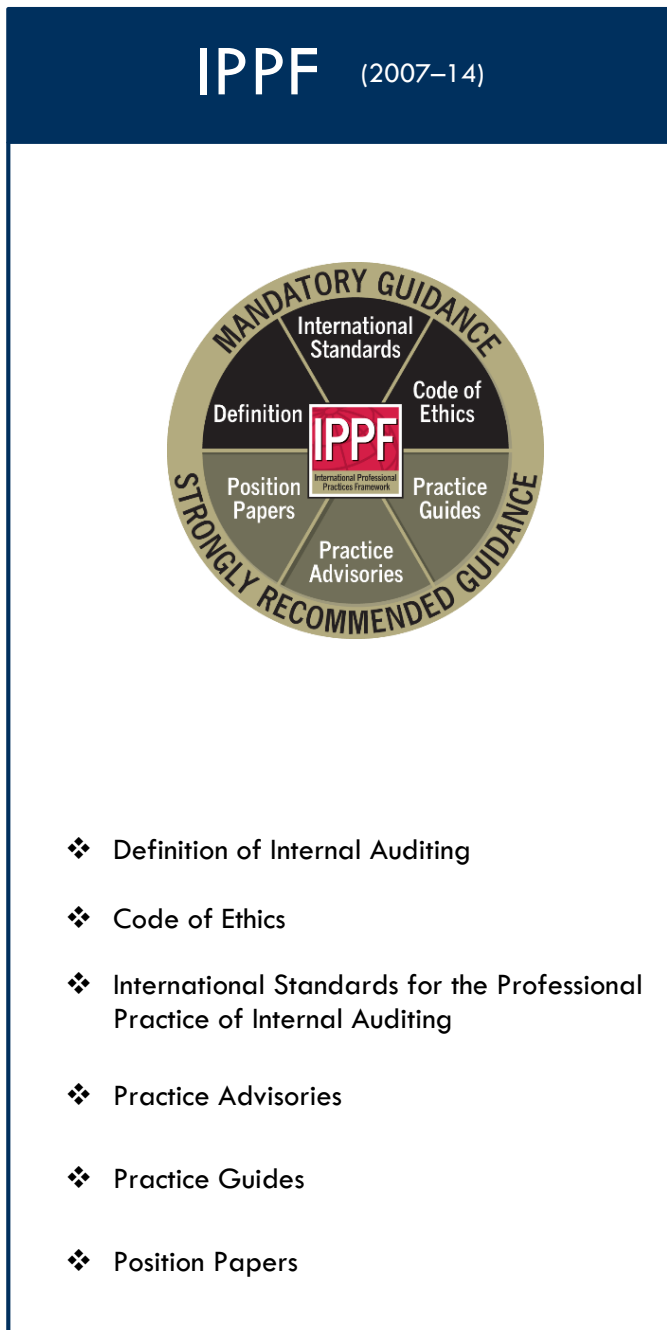 IPPF (2007–14)
MANDATORY GUIDANCE
International
Standards
Definition
Code of
Ethics
IPPF
International Professional
Practices Framework
Position
Papers
Practice
Guides
Practice
Advisories
STRONGLY RECOMMENDED GUIDANCE
❖ Definition of Internal Auditing
❖ Code of Ethics
❖ International Standards for the Professional
Practice of Internal Auditing
❖ Practice Advisories
❖ Practice Guides
❖ Position Papers